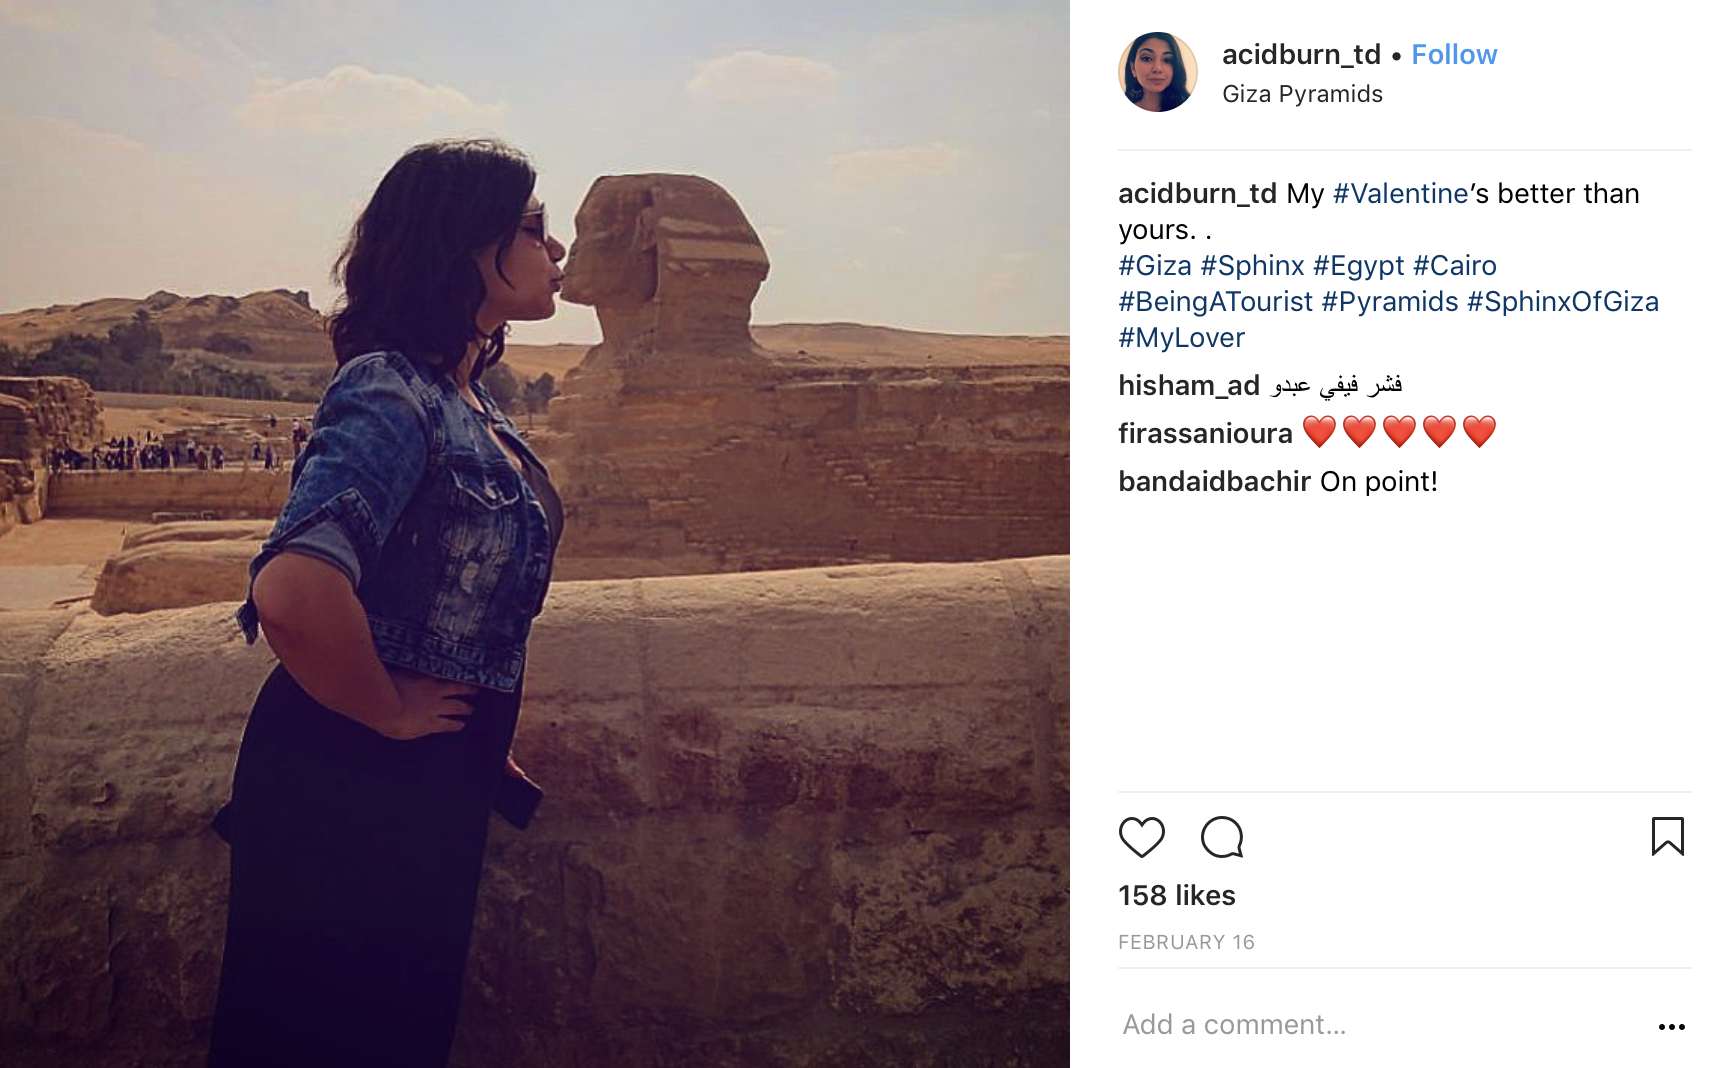 acidburn_td • Follow
Giza Pyramids
acidburn_td My #Valentine’s better than
yours. .
#Giza #Sphinx #Egypt #Cairo
#BeingATourist #Pyramids #SphinxOfGiza
#MyLover
hisham_ad فشر فيفي عبدو
firassanioura ❤️❤️❤️❤️❤️
bandaidbachir On point!
158 likes
FEBRUARY 16
Add a comment...